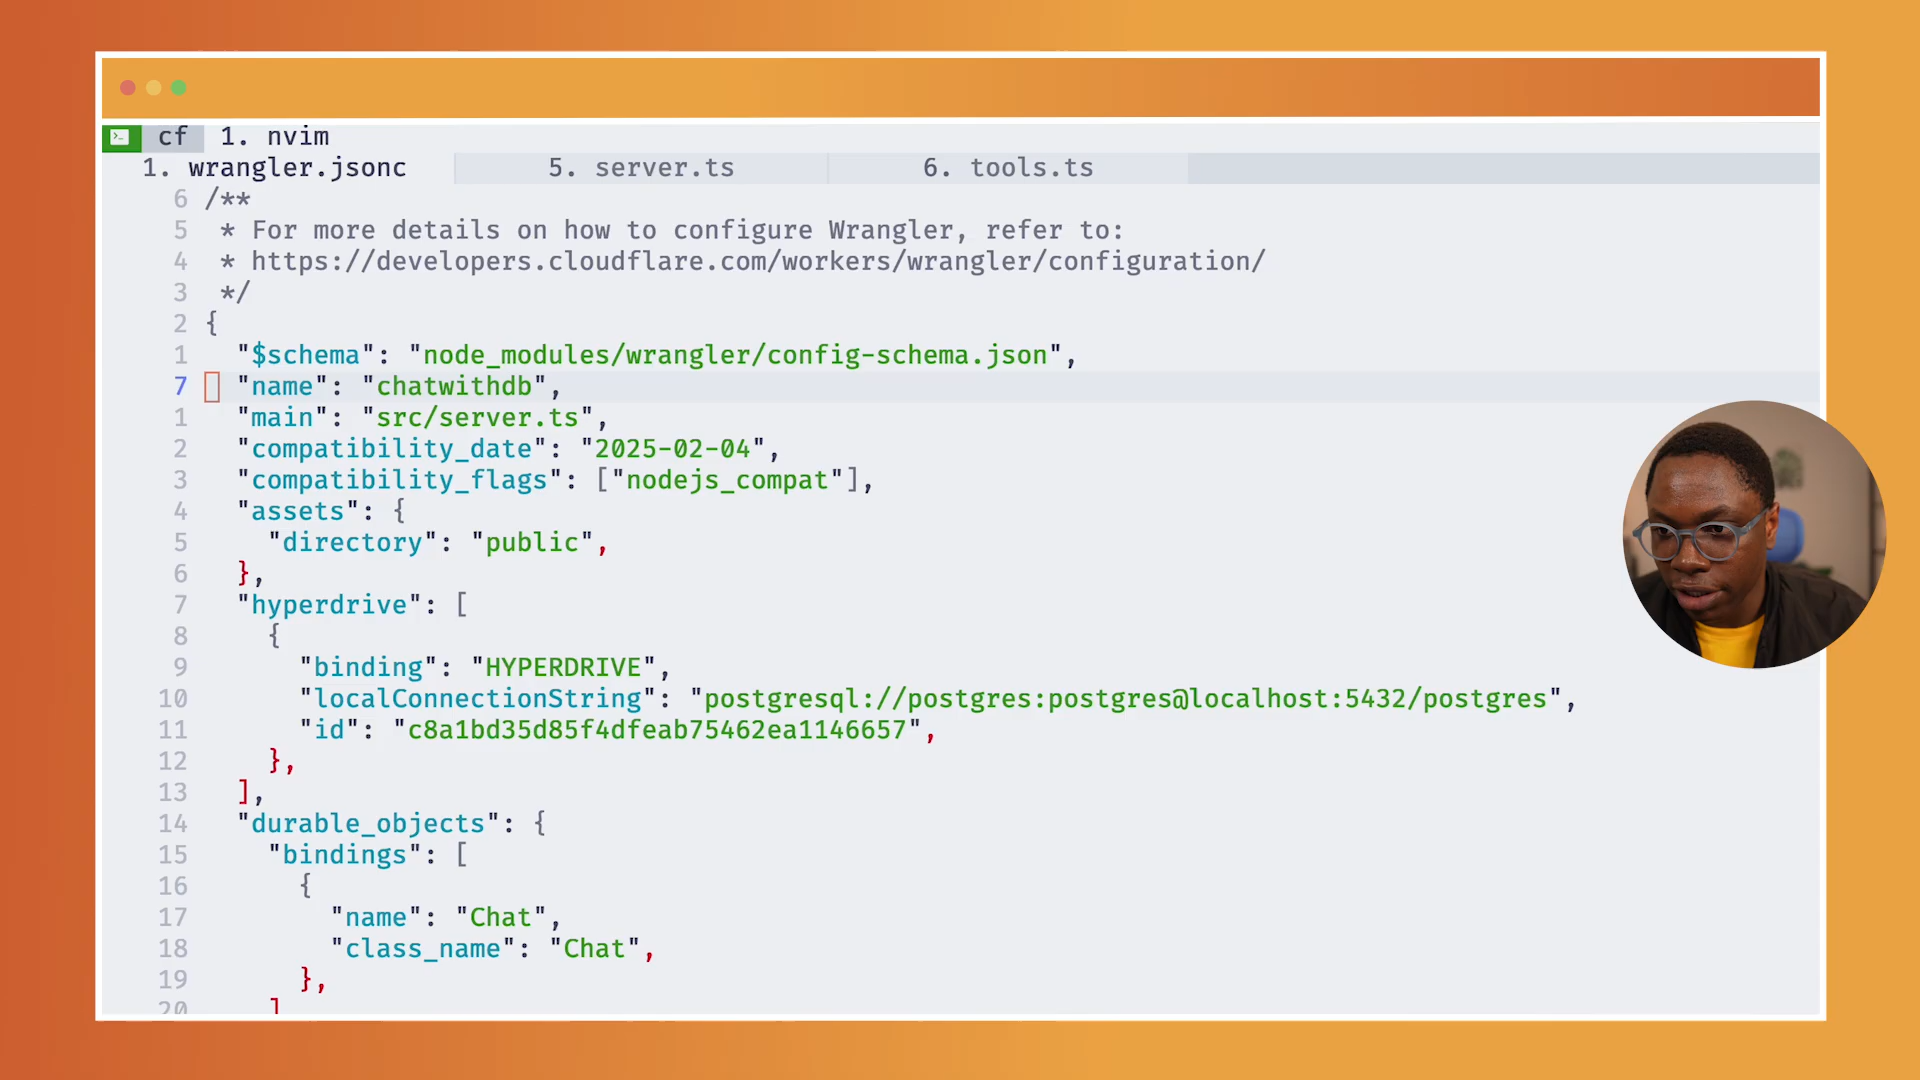 cf 1. nvim
1. wrangler.jsonc 5. server.ts 6. tools.ts
6 /**
5 * For more details on how to configure Wrangler, refer to:
4 * https://developers.cloudflare.com/workers/wrangler/configuration/
3 */
2 {
1 "$schema": "node_modules/wrangler/config-schema.json",
7 "name": "chatwithdb",
1 "main": "src/server.ts",
2 "compatibility_date": "2025-02-04",
3 "compatibility_flags": ["nodejs_compat"],
4 "assets": {
5 "directory": "public",
6 },
7 "hyperdrive": [
8 {
9 "binding": "HYPERDRIVE",
10 "localConnectionString": "postgresql://postgres:postgres@localhost:5432/postgres",
11 "id": "c8a1bd35d85f4dfeab75462ea1146657",
12 },
13 ],
14 "durable_objects": {
15 "bindings": [
16 {
17 "name": "Chat",
18 "class_name": "Chat",
19 },
20 ]